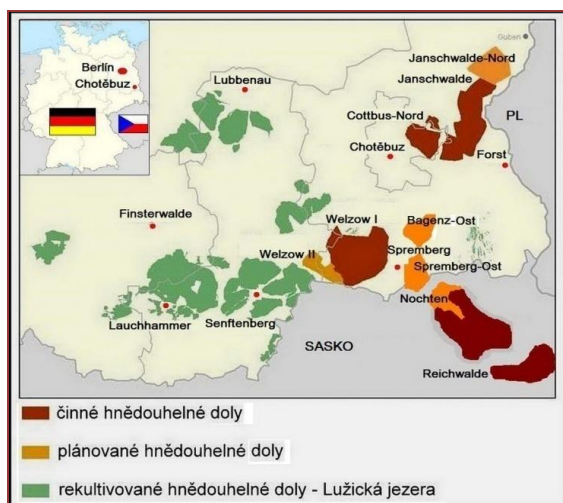 Guben
Janschwalde-Nord
Berlín
Janschwalde
Chotěbuz
Lubbenau
Cottbus-Nord
PL
Chotěbuz
Forst
Finsterwalde
Welzow I
Bagenz-Ost
Welzow II
Spremberg
Spremberg-Ost
Nochten
Lauchhammer
Senftenberg
SASKO
Reichwalde
činné hnědouhelné doly
plánované hnědouhelné doly
rekultivované hnědouhelné doly - Lužická jezera